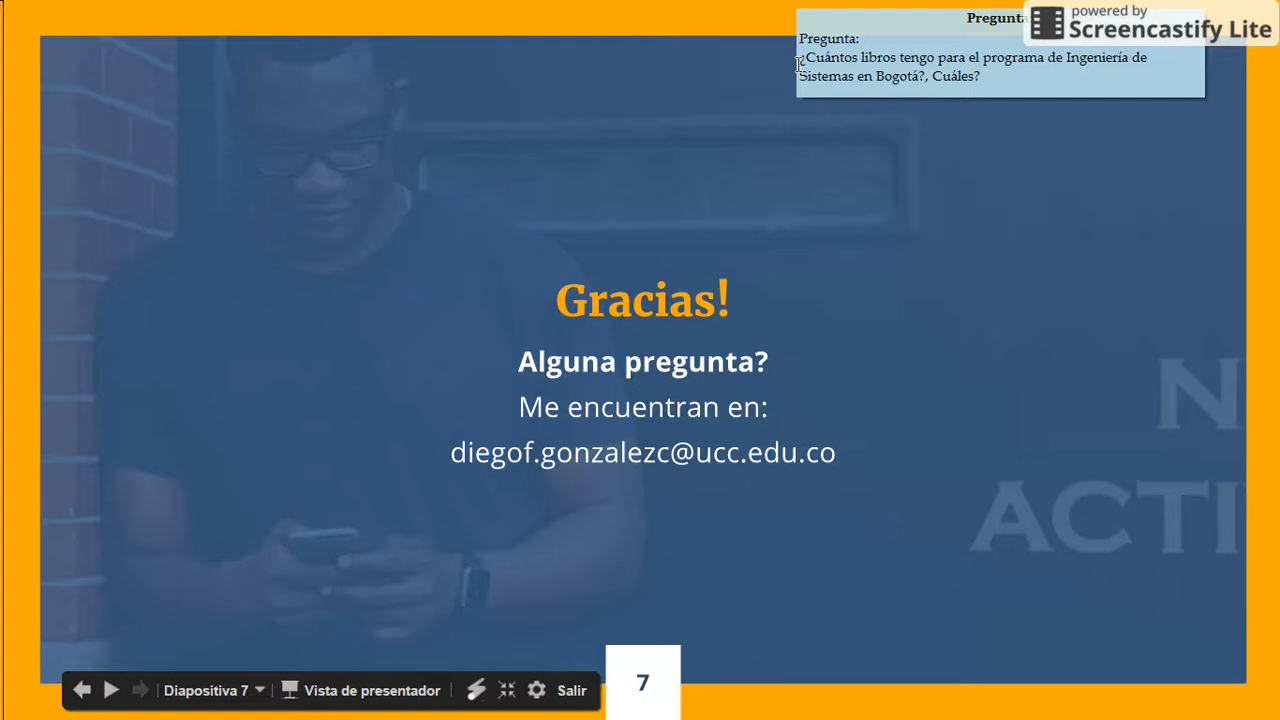 Pregunta
powered by
Screencastify Lite
Pregunta:
¿Cuántos libros tengo para el programa de Ingeniería de
Sistemas en Bogotá?, Cuáles?
Gracias!
Alguna pregunta?
Me encuentran en:
diegof.gonzalezc@ucc.edu.co
N
ACTI
Diapositiva 7
Vista de presentador
Salir
7